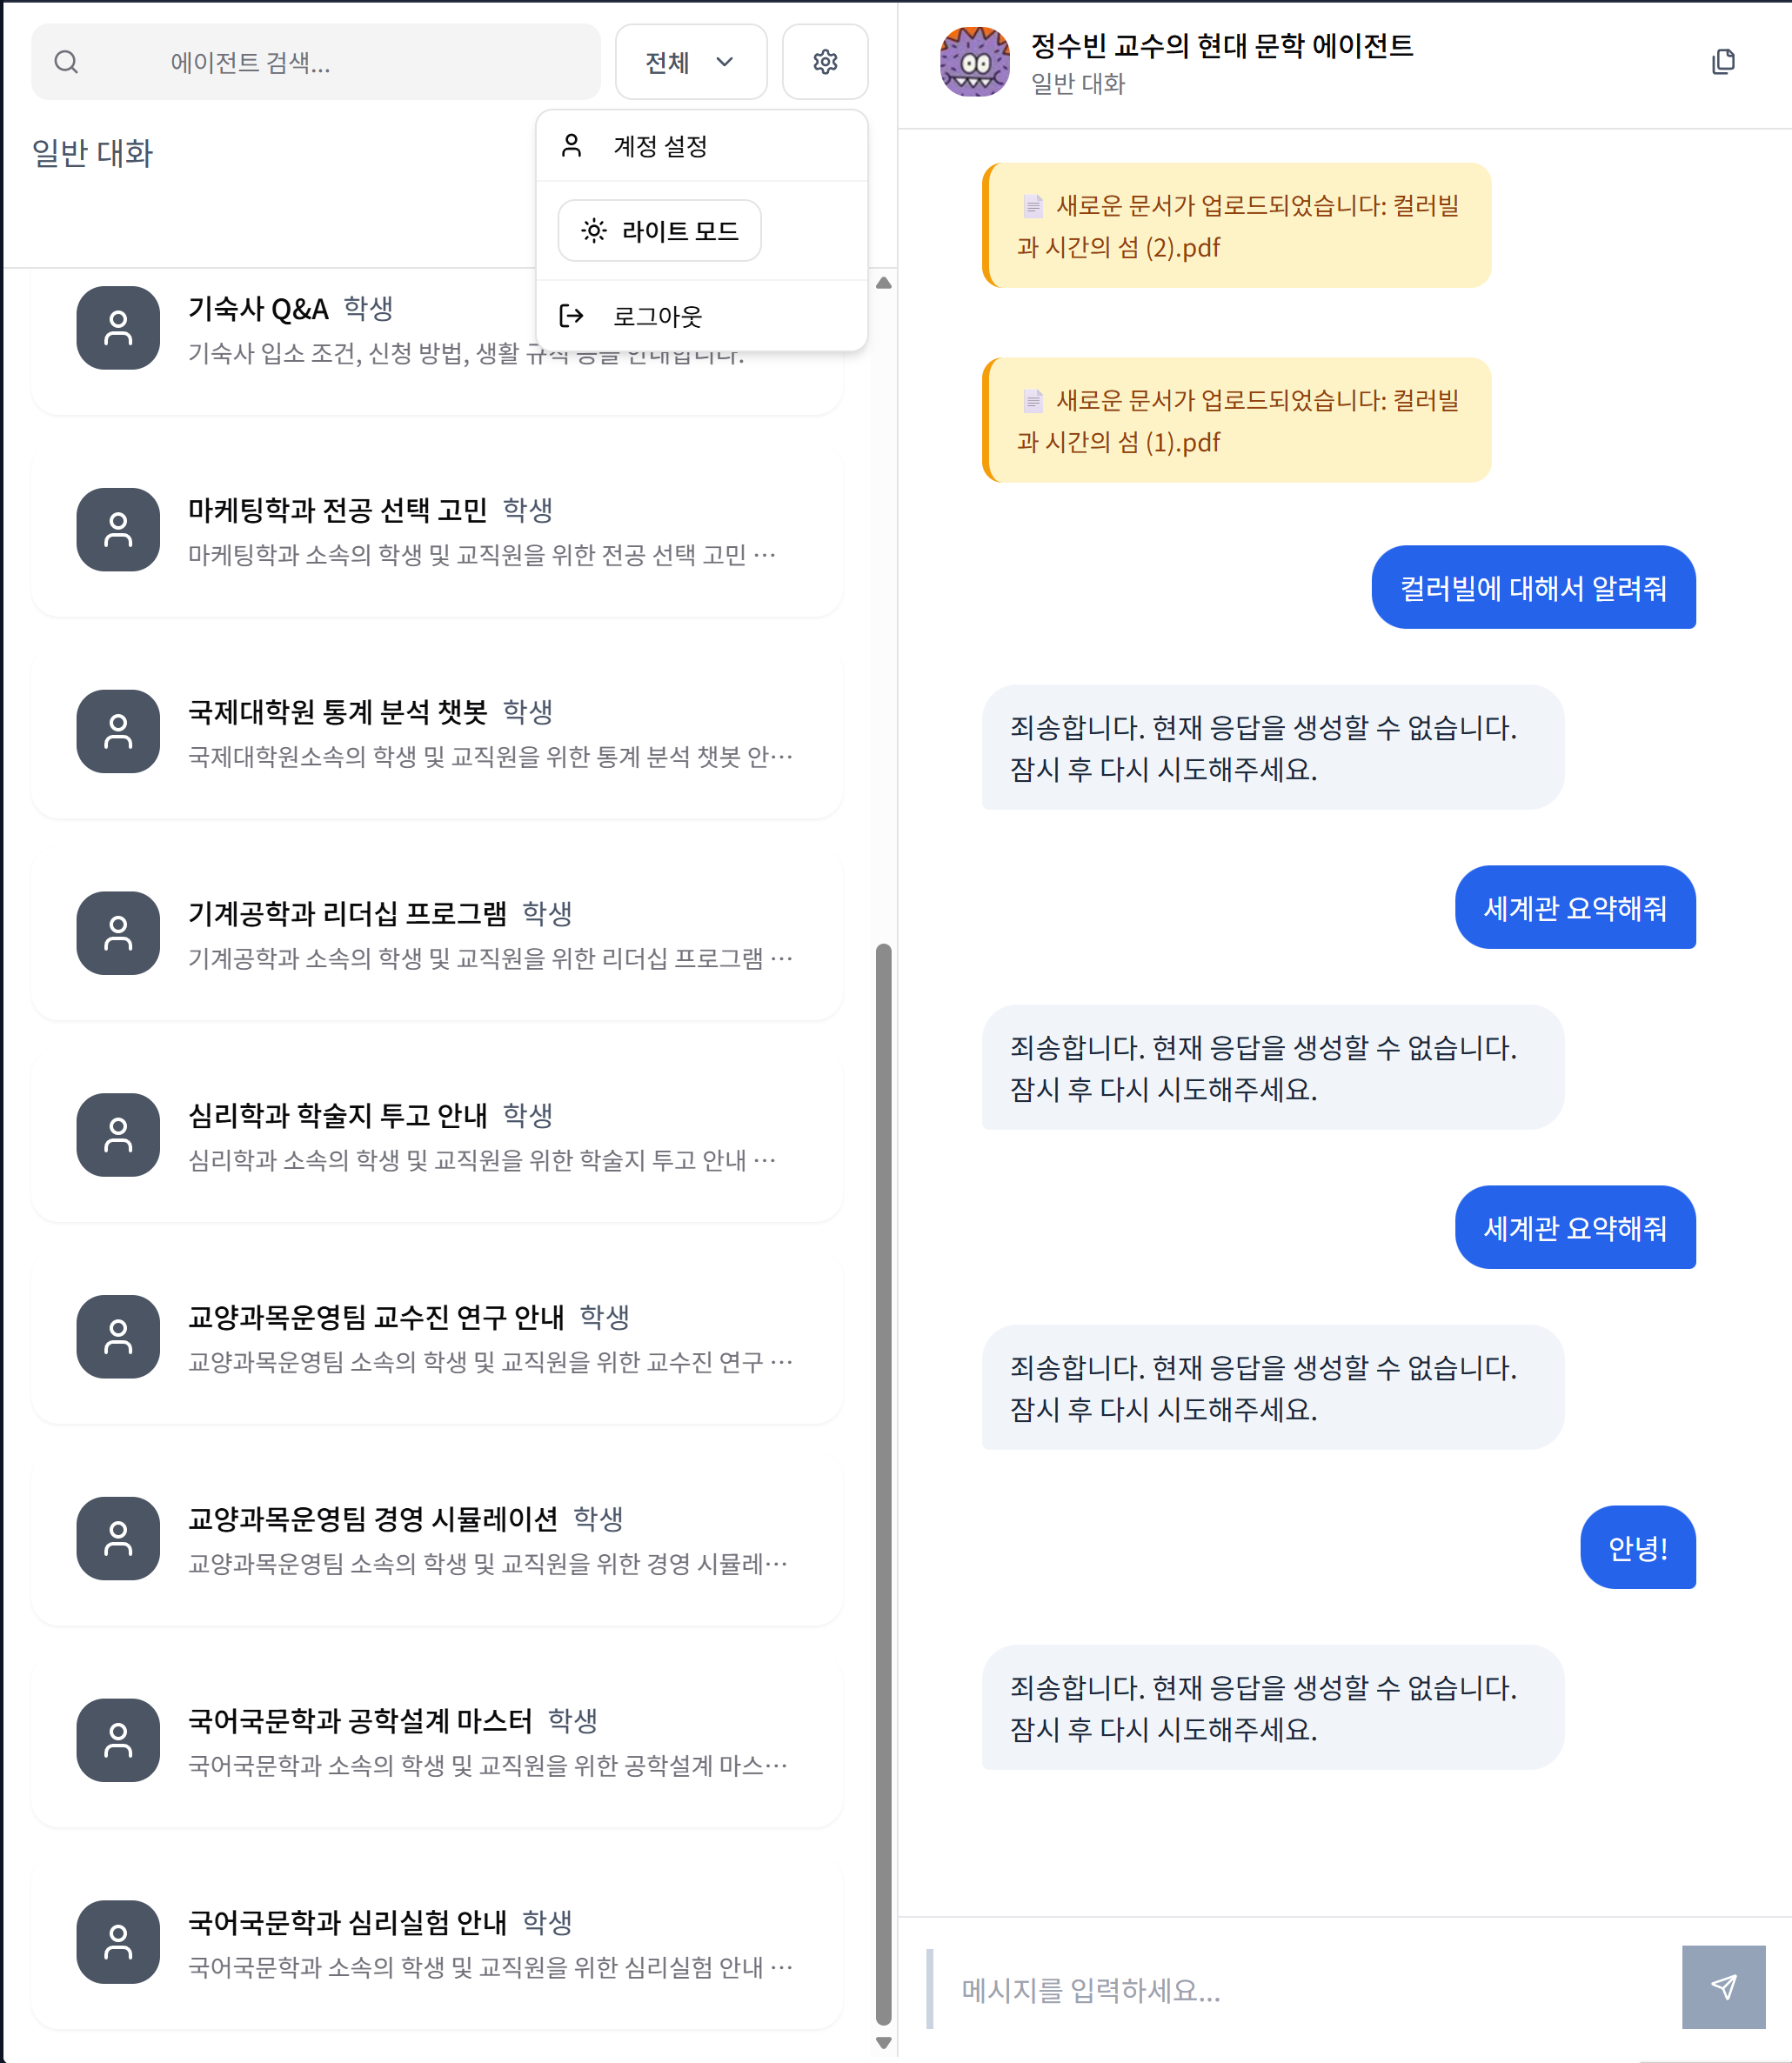 에이전트 검색...
전체
계정 설정
라이트 모드
로그아웃
일반 대화
기숙사 Q&A 학생
기숙사 입소 조건, 신청 방법, 생활 규칙 등을 안내합니다.
마케팅학과 전공 선택 고민 학생
마케팅학과 소속의 학생 및 교직원을 위한 전공 선택 고민 ...
국제대학원 통계 분석 챗봇 학생
국제대학원소속의 학생 및 교직원을 위한 통계 분석 챗봇 안...
기계공학과 리더십 프로그램 학생
기계공학과 소속의 학생 및 교직원을 위한 리더십 프로그램 ...
심리학과 학술지 투고 안내 학생
심리학과 소속의 학생 및 교직원을 위한 학술지 투고 안내 ...
교양과목운영팀 교수진 연구 안내 학생
교양과목운영팀 소속의 학생 및 교직원을 위한 교수진 연구 ...
교양과목운영팀 경영 시뮬레이션 학생
교양과목운영팀 소속의 학생 및 교직원을 위한 경영 시뮬레...
국어국문학과 공학설계 마스터 학생
국어국문학과 소속의 학생 및 교직원을 위한 공학설계 마스...
국어국문학과 심리실험 안내 학생
국어국문학과 소속의 학생 및 교직원을 위한 심리실험 안내 ...
정수빈 교수의 현대 문학 에이전트
일반 대화
새로운 문서가 업로드되었습니다: 컬러빌
과 시간의 섬 (2).pdf
새로운 문서가 업로드되었습니다: 컬러빌
과 시간의 섬 (1).pdf
컬러빌에 대해서 알려줘
죄송합니다. 현재 응답을 생성할 수 없습니다.
잠시 후 다시 시도해주세요.
세계관 요약해줘
죄송합니다. 현재 응답을 생성할 수 없습니다.
잠시 후 다시 시도해주세요.
세계관 요약해줘
죄송합니다. 현재 응답을 생성할 수 없습니다.
잠시 후 다시 시도해주세요.
안녕!
죄송합니다. 현재 응답을 생성할 수 없습니다.
잠시 후 다시 시도해주세요.
메시지를 입력하세요...